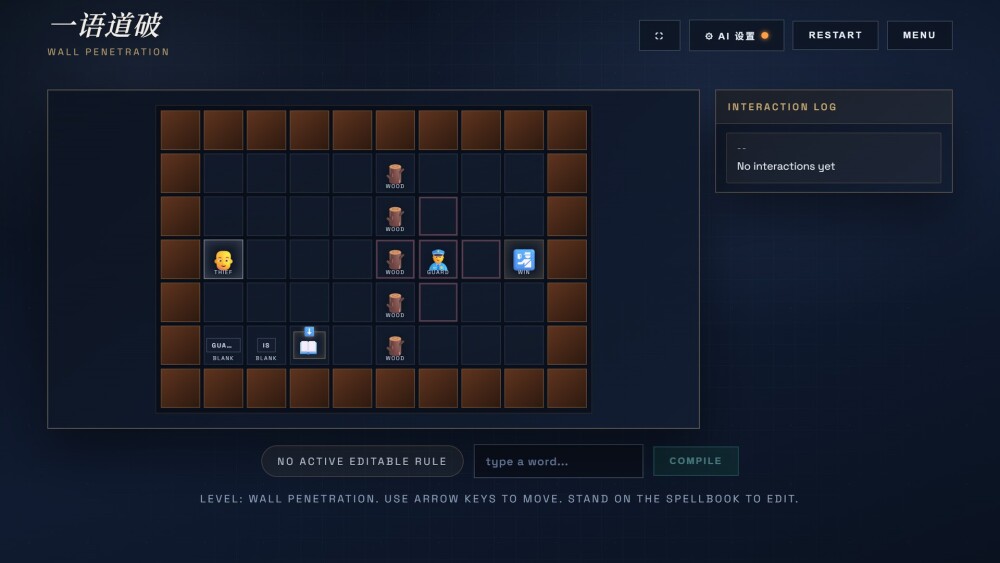 一语道破
WALL PENETRATION
AI 设置
RESTART
MENU
INTERACTION LOG
--
No interactions yet
WOOD
WOOD
THIEF
WOOD
GUARD
WIN
WOOD
GUA…
IS
BLANK
BLANK
WOOD
NO ACTIVE EDITABLE RULE
type a word...
COMPILE
LEVEL: WALL PENETRATION. USE ARROW KEYS TO MOVE. STAND ON THE SPELLBOOK TO EDIT.